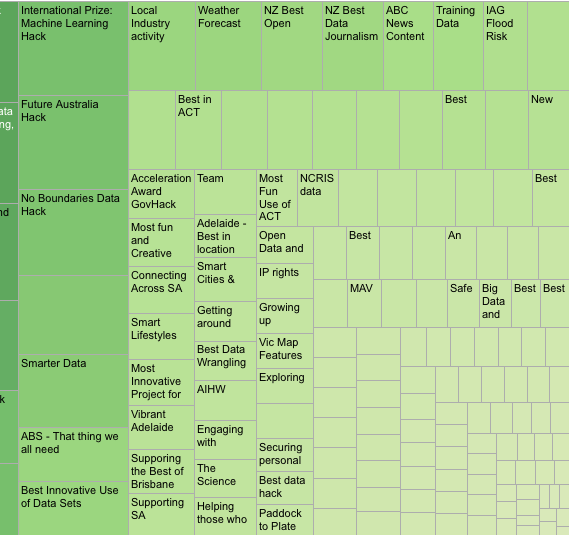 ata
ng,
nd
k
International Prize:
Machine Learning
Hack
Future Australia
Hack
No Boundaries Data
Hack
Smarter Data
ABS - That thing we
all need
Best Innovative Use
of Data Sets
Local
Industry
activity
Weather
Forecast
NZ Best
Open
NZ Best
Data
Journalism
ABC
News
Content
Training
Data
IAG
Flood
Risk
Best in
ACT
Best
New
Acceleration
Award
GovHack
Most fun
and
Creative
Connecting
Across SA
Smart
Lifestyles
Most
Innovative
Project for
Vibrant
Adelaide
Supporing
the Best of
Brisbane
Supporting
SA
Team
Adelaide -
Best in
location
Smart
Cities &
Getting
around
Best Data
Wrangling
AIHW
Engaging
with
The
Science
Helping
those who
Most
Fun
Use of
ACT
NCRIS
data
Best
Open
Data and
IP rights
Growing
up
Vic Map
Features
Exploring
Securing
personal
Best data
hack
Paddock
to Plate
Best
An
MAV
Safe
Big
Data
and
Best
Best